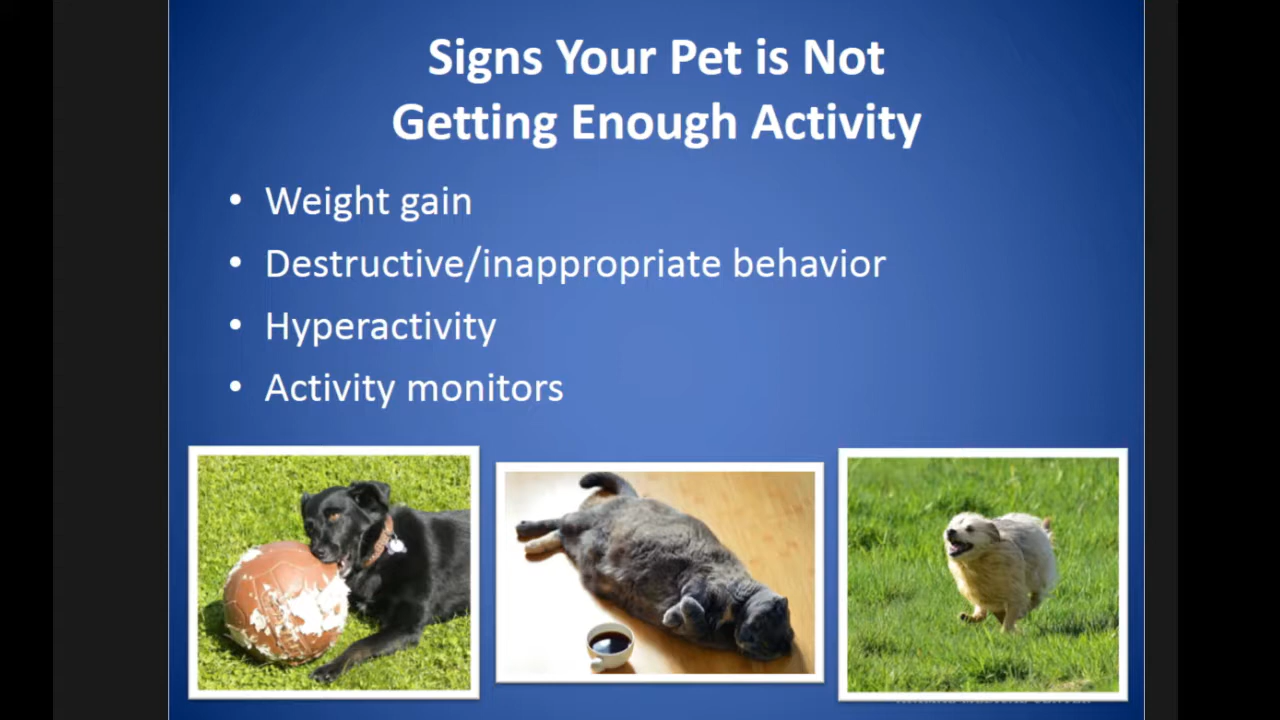 Signs Your Pet is Not
Getting Enough Activity
• Weight gain
• Destructive/inappropriate behavior
• Hyperactivity
• Activity monitors